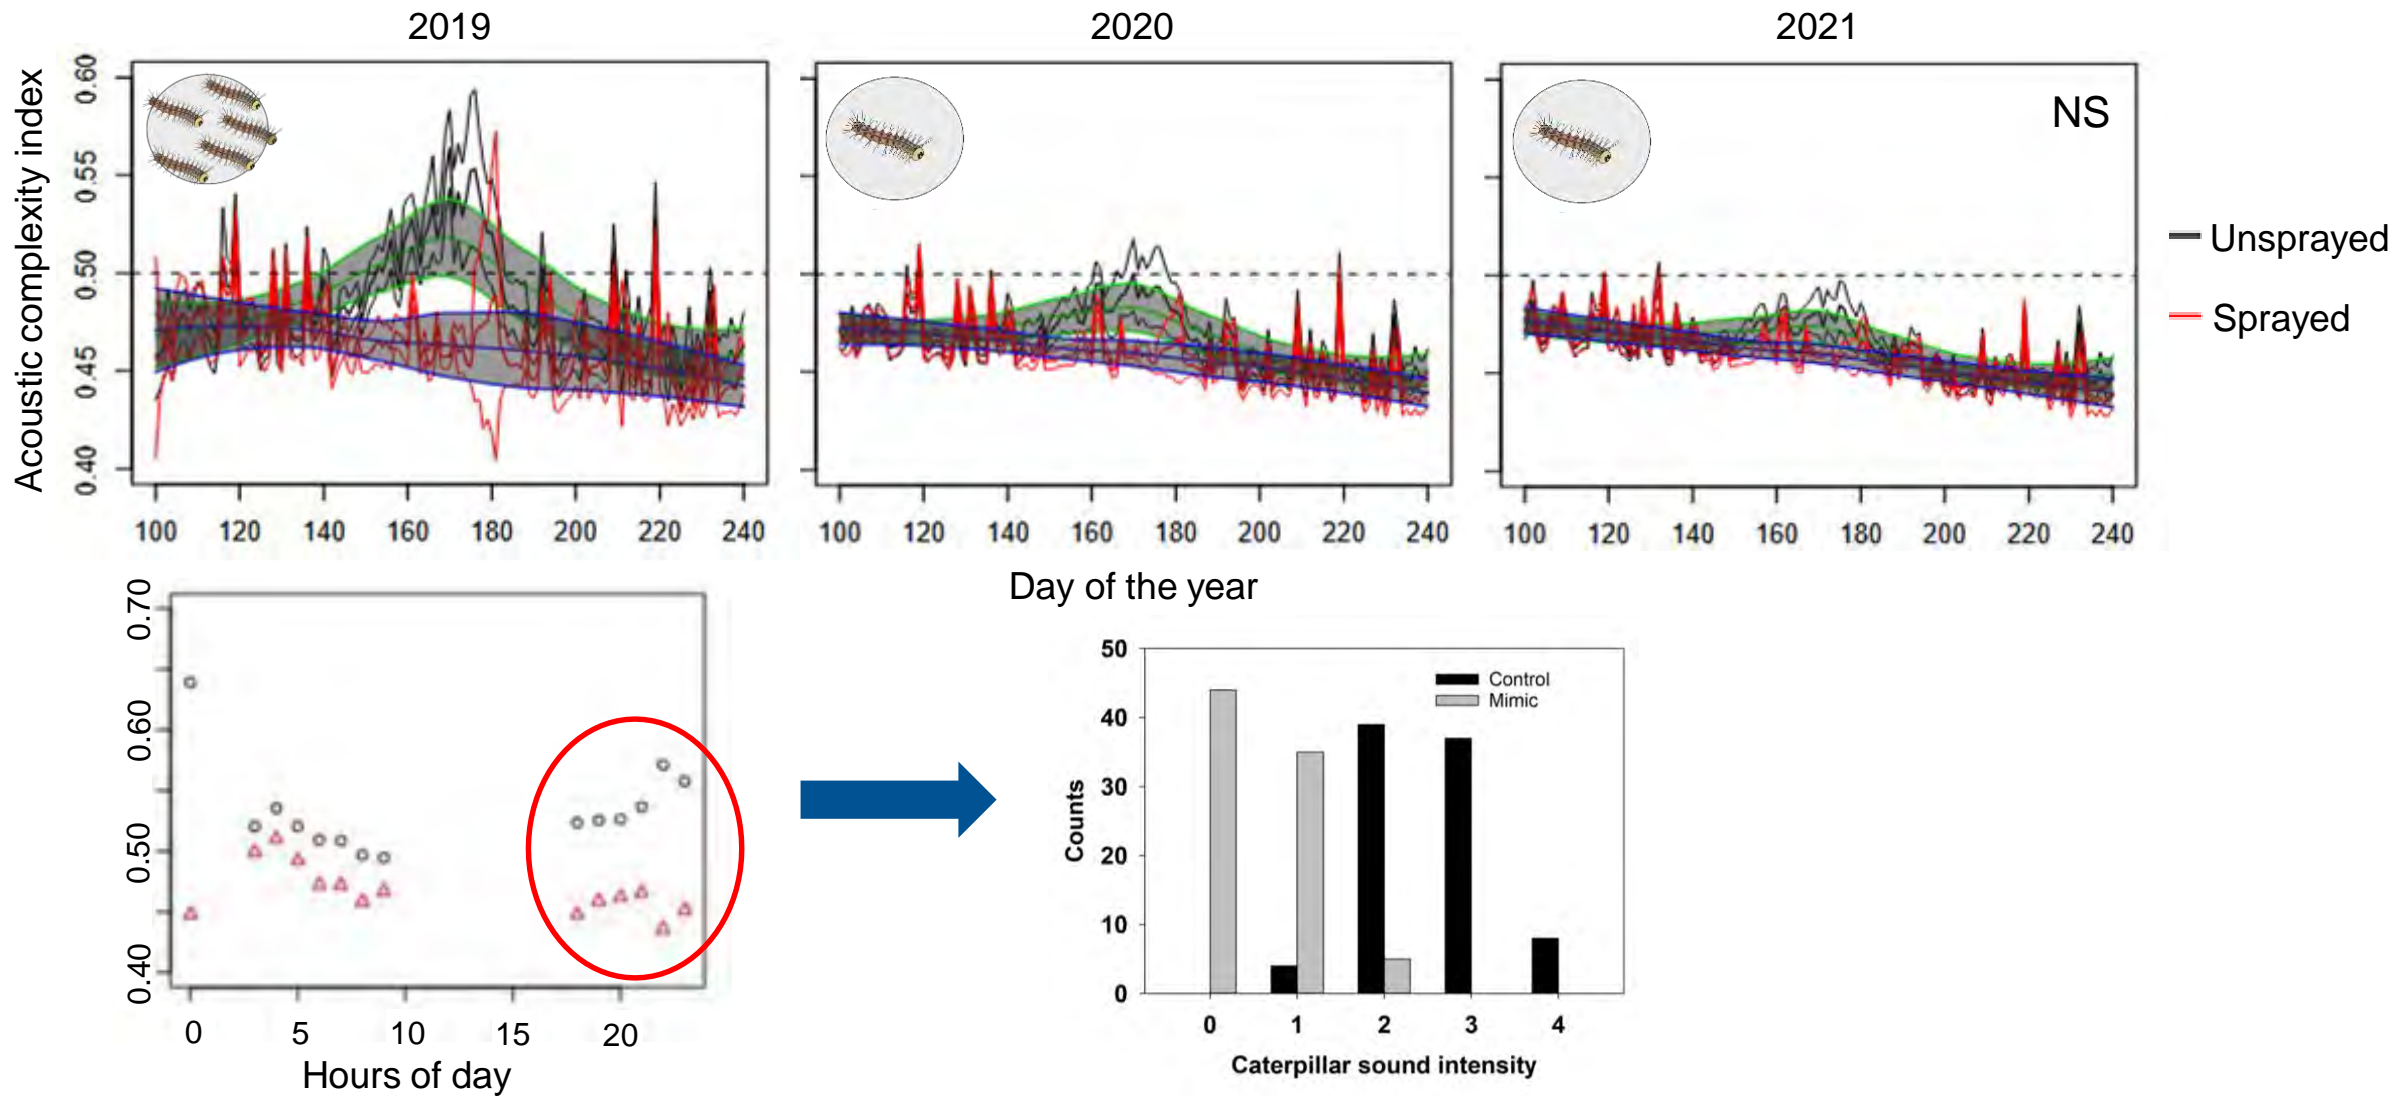 2019
2020
2021
Acoustic complexity index
0.60
0.55
0.50
0.45
0.40
NS
Unsprayed
Sprayed
100 120 140 160 180 200 220 240
100 120 140 160 180 200 220 240
100 120 140 160 180 200 220 240
Day of the year
0.70
0.60
0.50
0.40
0 5 10 15 20
Hours of day
50
40
30
20
10
0
Counts
Control
Mimic
0 1 2 3 4
Caterpillar sound intensity